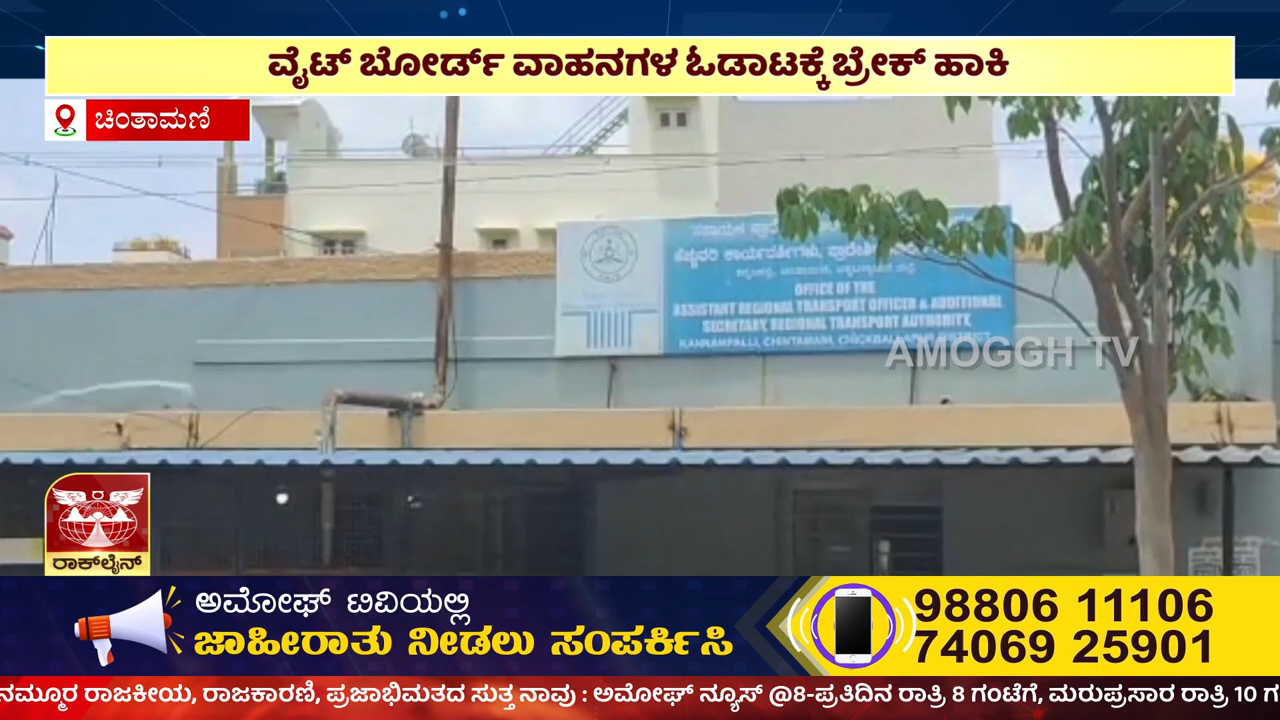 ವೈಟ್ ಬೋರ್ಡ್ ವಾಹನಗಳ ಓಡಾಟಕ್ಕೆ ಬ್ರೇಕ್ ಹಾಕಿ
ಚಿಂತಾಮಣಿ
OFFICE OF THE
ASSISTANT REGIONAL TRANSPORT OFFICER & ADDITIONAL
SECRETARY, REGIONAL TRANSPORT AUTHORITY,
KANNAMPALLI, CHINTAMANI,
AMOGGH TV
ರಾಕ್‌ಲೈನ್
ಅಮೋಘ್ ಟಿವಿಯಲ್ಲಿ
ಜಾಹೀರಾತು ನೀಡಲು ಸಂಪರ್ಕಿಸಿ
98806 11106
74069 25901
ನಮ್ಮೂರ ರಾಜಕೀಯ, ರಾಜಕಾರಣಿ, ಪ್ರಜಾಭಿಮತದ ಸುತ್ತ ನಾವು : ಅಮೋಘ್ ನ್ಯೂಸ್ @8-ಪ್ರತಿದಿನ ರಾತ್ರಿ 8 ಗಂಟೆಗೆ, ಮರುಪ್ರಸಾರ ರಾತ್ರಿ 10 ಗ